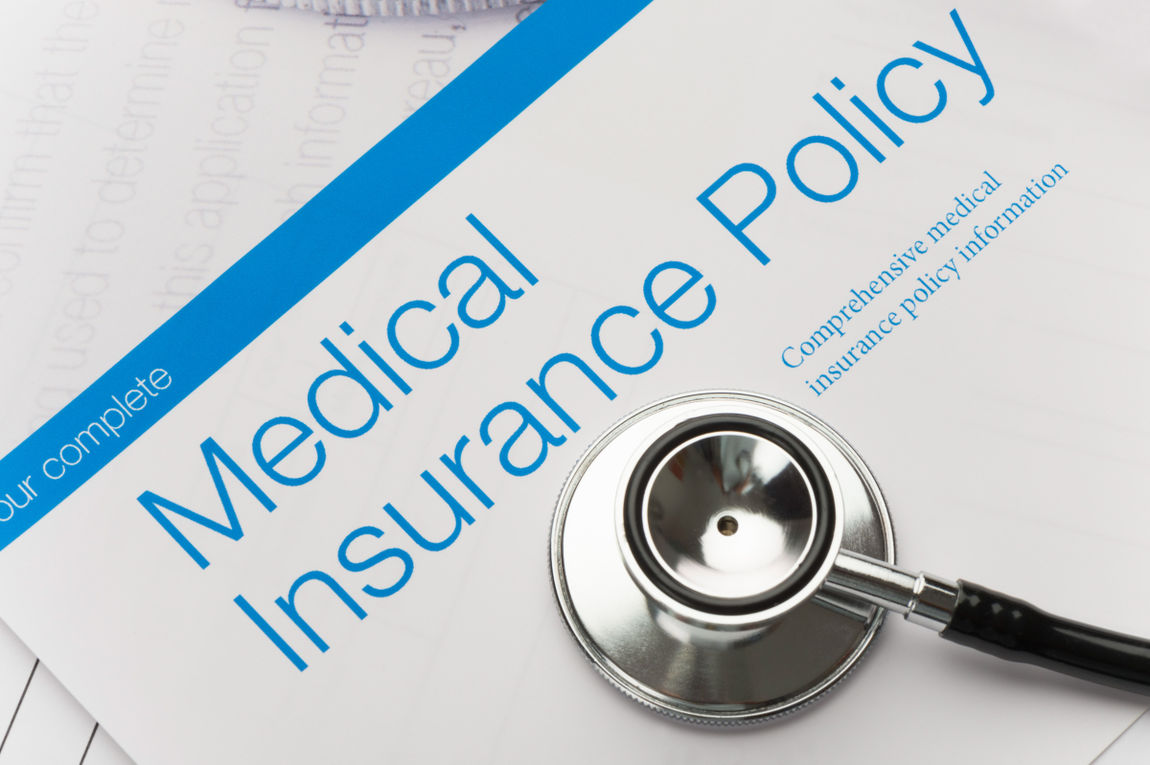 our complete
Medical
Insurance Policy
Comprehensive medical
insurance policy information
confirm that the
used to determine
this application
informat
reau,